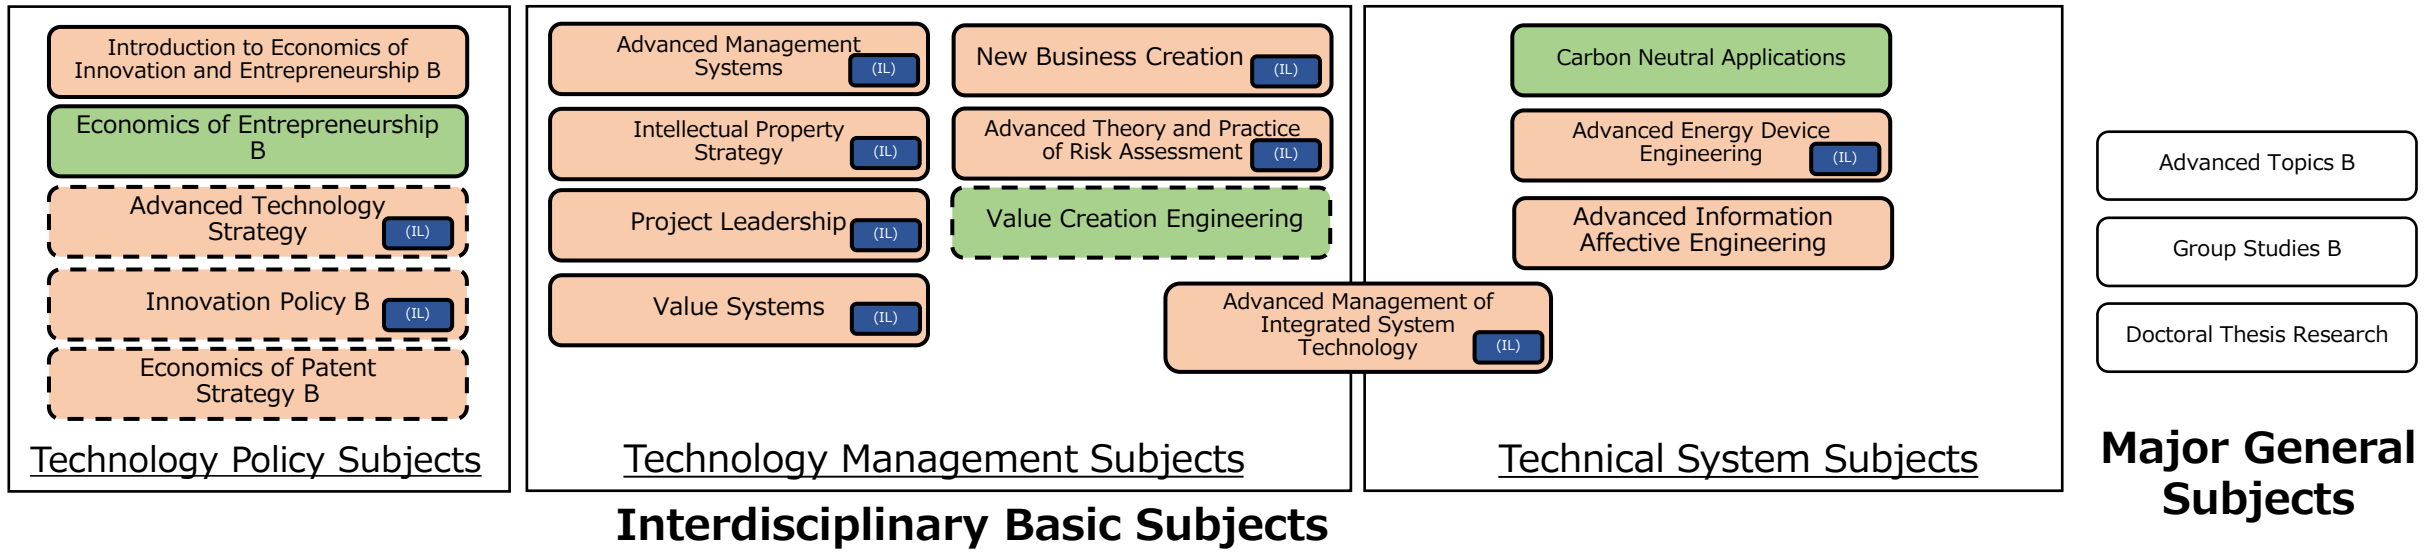 Introduction to Economics of
Innovation and Entrepreneurship B
Economics of Entrepreneurship
B
Advanced Technology
Strategy
(IL)
Innovation Policy B
(IL)
Economics of Patent
Strategy B
Technology Policy Subjects
Advanced Management
Systems
(IL)
Intellectual Property
Strategy
(IL)
Project Leadership
(IL)
Value Systems
(IL)
New Business Creation
(IL)
Advanced Theory and Practice
of Risk Assessment
(IL)
Value Creation Engineering
Advanced Management of
Integrated System
Technology
(IL)
Technology Management Subjects
Carbon Neutral Applications
Advanced Energy Device
Engineering
(IL)
Advanced Information
Affective Engineering
Technical System Subjects
Interdisciplinary Basic Subjects
Advanced Topics B
Group Studies B
Doctoral Thesis Research
Major General
Subjects